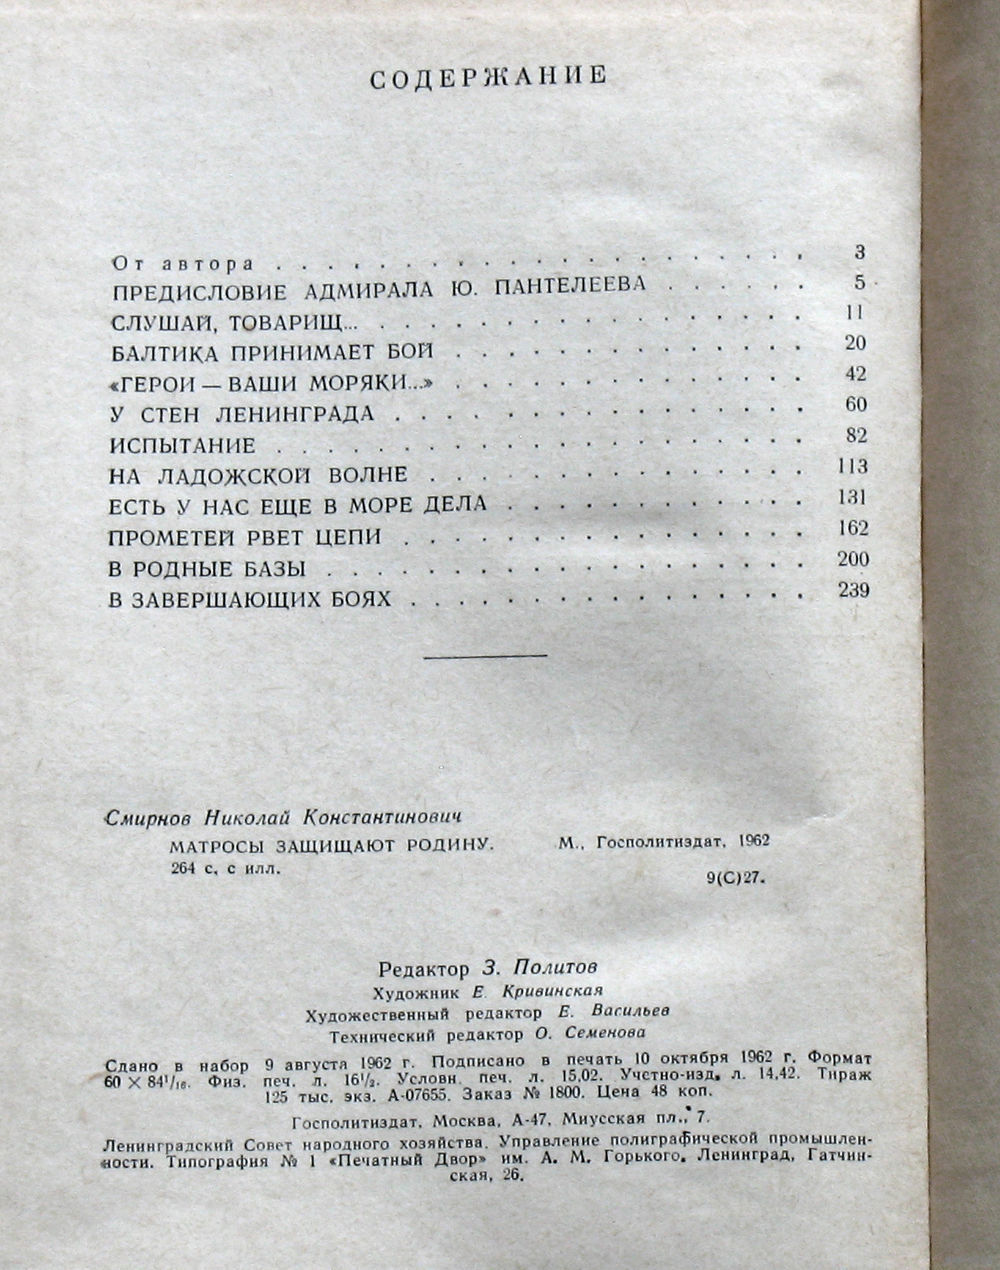 СОДЕРЖАНИЕ
От автора . . . . . . . . . . . . . . . . . . . . . 3
ПРЕДИСЛОВИЕ АДМИРАЛА Ю. ПАНТЕЛЕЕВА . . . . . . 5
СЛУШАЙ, ТОВАРИЩ... . . . . . . . . . . . . . . . . . 11
БАЛТИКА ПРИНИМАЕТ БОЙ . . . . . . . . . . . . . . 20
«ГЕРОИ — ВАШИ МОРЯКИ...» . . . . . . . . . . . . . . 42
У СТЕН ЛЕНИНГРАДА . . . . . . . . . . . . . . . . 60
ИСПЫТАНИЕ . . . . . . . . . . . . . . . . . . . . . 82
НА ЛАДОЖСКОЙ ВОЛНЕ . . . . . . . . . . . . . . . 113
ЕСТЬ У НАС ЕЩЕ В МОРЕ ДЕЛА . . . . . . . . . . . . 131
ПРОМЕТЕЙ РВЕТ ЦЕПИ . . . . . . . . . . . . . . . . 162
В РОДНЫЕ БАЗЫ . . . . . . . . . . . . . . . . . . . 200
В ЗАВЕРШАЮЩИХ БОЯХ . . . . . . . . . . . . . . . . 239
Смирнов Николай Константинович
МАТРОСЫ ЗАЩИЩАЮТ РОДИНУ. М., Госполитиздат, 1962
264 с. с илл.
9(С)27.
Редактор З. Политов
Художник Е. Кривинская
Художественный редактор Е. Васильев
Технический редактор О. Семенова
Сдано в набор 9 августа 1962 г. Подписано в печать 10 октября 1962 г. Формат
60 × 84¹/₁₆. Физ. печ. л. 16¹/₂. Условн. печ. л. 15,02. Учетно-изд. л. 14,42. Тираж
125 тыс. экз. А-07655. Заказ № 1800. Цена 48 коп.
Госполитиздат, Москва, А-47, Миусская пл., 7.
Ленинградский Совет народного хозяйства. Управление полиграфической промышлен-
ности. Типография № 1 «Печатный Двор» им. А. М. Горького. Ленинград, Гатчин-
ская, 26.